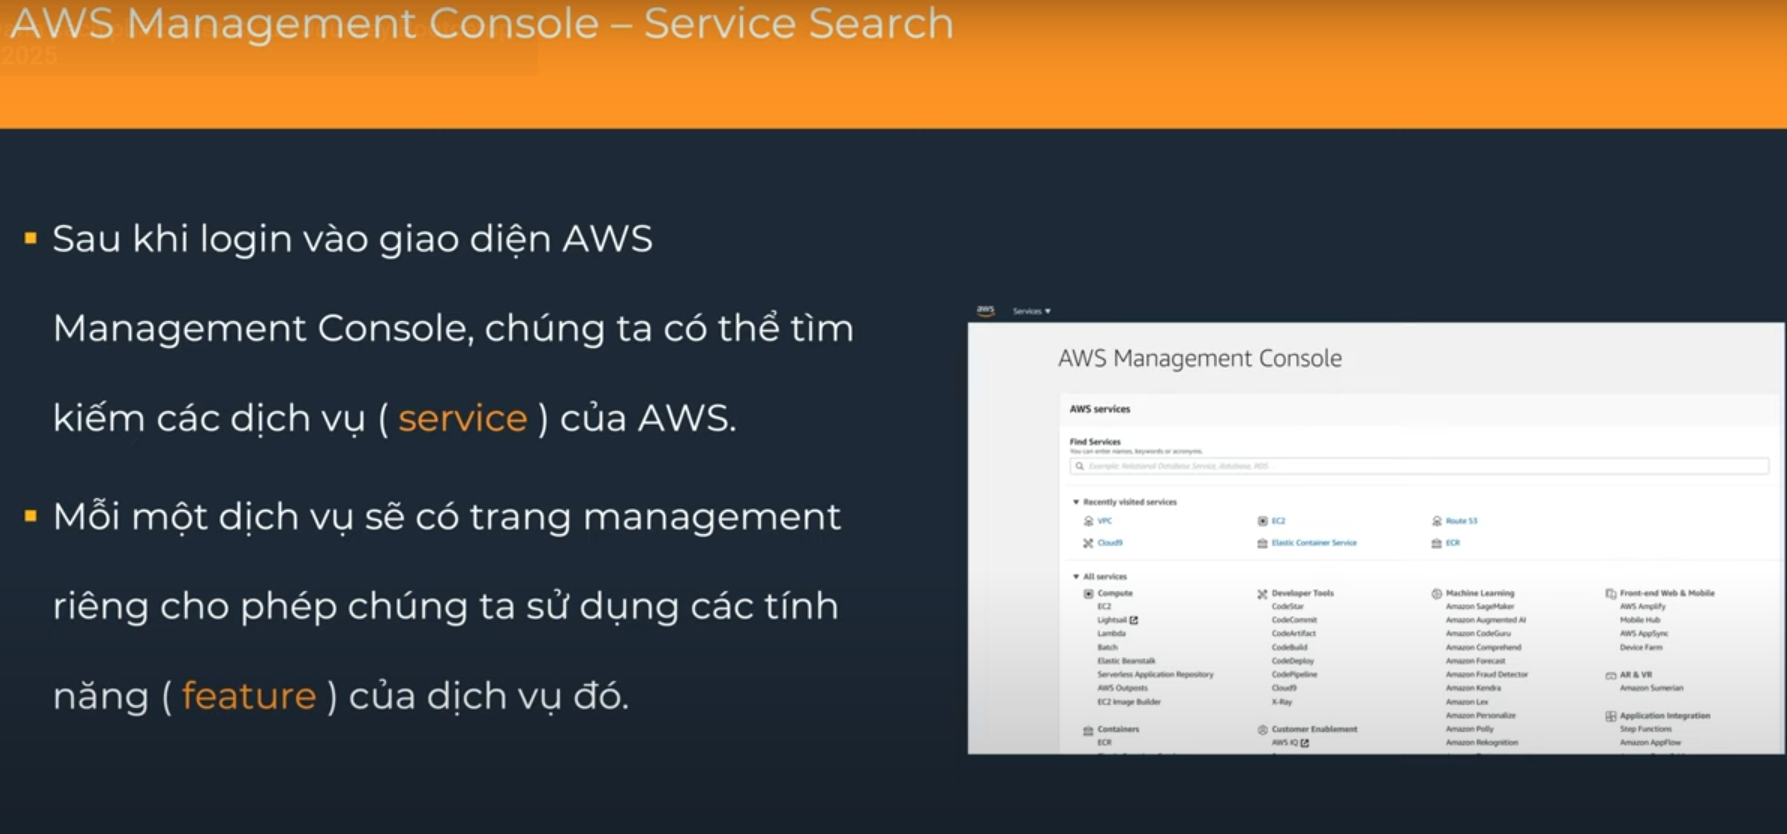 AWS Management Console – Service Search
2025
Sau khi login vào giao diện AWS
Management Console, chúng ta có thể tìm
kiếm các dịch vụ ( service ) của AWS.
Mỗi một dịch vụ sẽ có trang management
riêng cho phép chúng ta sử dụng các tính
năng ( feature ) của dịch vụ đó.
aws Services
AWS Management Console
AWS services
Find Services
You can enter names, keywords or acronyms.
Example: Relational Database Service, database, RDS
Recently visited services
VPC EC2 Route 53
Cloud9 Elastic Container Service ECR
All services
Compute Developer Tools Machine Learning Front-end Web & Mobile
EC2 CodeStar Amazon SageMaker AWS Amplify
Lightsail CodeCommit Amazon Augmented AI Mobile Hub
Lambda CodeArtifact Amazon CodeGuru AWS AppSync
Batch CodeBuild Amazon Comprehend Device Farm
Elastic Beanstalk CodeDeploy Amazon Forecast
Serverless Application Repository CodePipeline Amazon Fraud Detector AR & VR
AWS Outposts Cloud9 Amazon Kendra Amazon Sumerian
EC2 Image Builder X-Ray Amazon Lex
Amazon Personalize Application Integration
Containers Customer Enablement Amazon Polly Step Functions
ECR AWS IQ Amazon Rekognition Amazon AppFlow